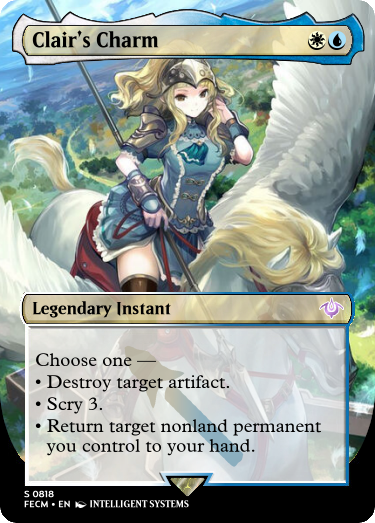 Clair's Charm
Legendary Instant
Choose one —
• Destroy target artifact.
• Scry 3.
• Return target nonland permanent
you control to your hand.
S 0818
FECM • EN INTELLIGENT SYSTEMS